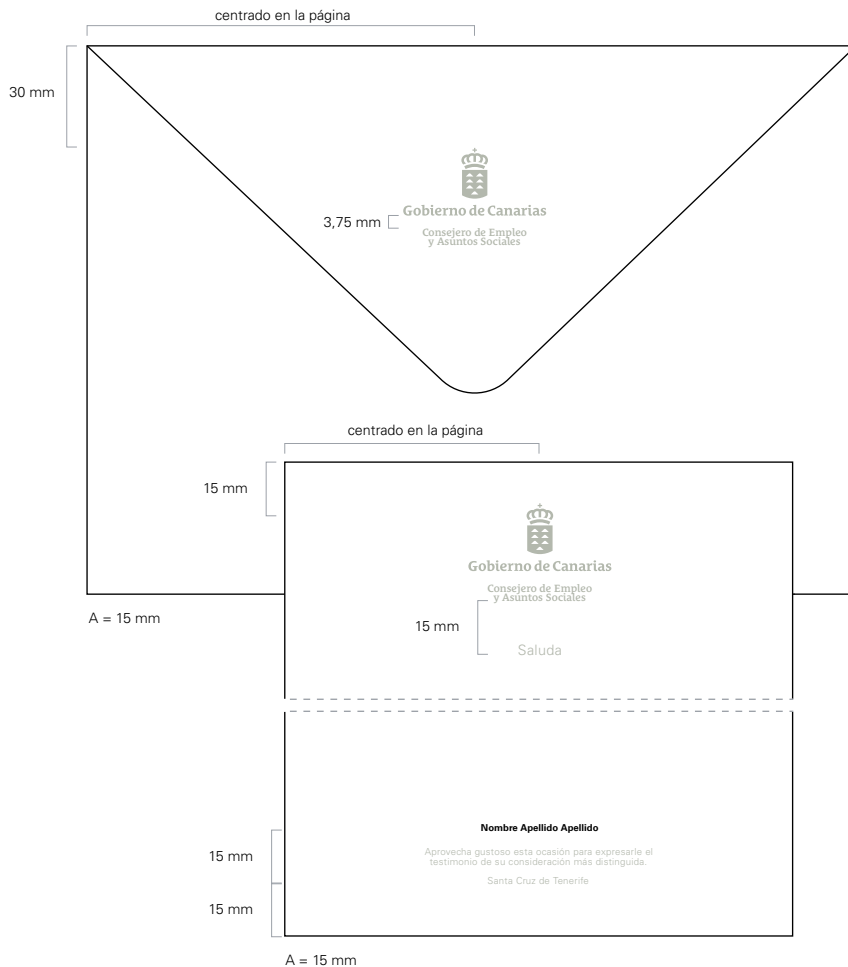 centrado en la página
30 mm
Gobierno de Canarias
3,75 mm
Consejero de Empleo
y Asuntos Sociales
centrado en la página
15 mm
Gobierno de Canarias
Consejero de Empleo
y Asuntos Sociales
A = 15 mm
15 mm
Saluda
Nombre Apellido Apellido
15 mm
Aprovecha gustoso esta ocasión para expresarle el
testimonio de su consideración más distinguida.
Santa Cruz de Tenerife
15 mm
A = 15 mm